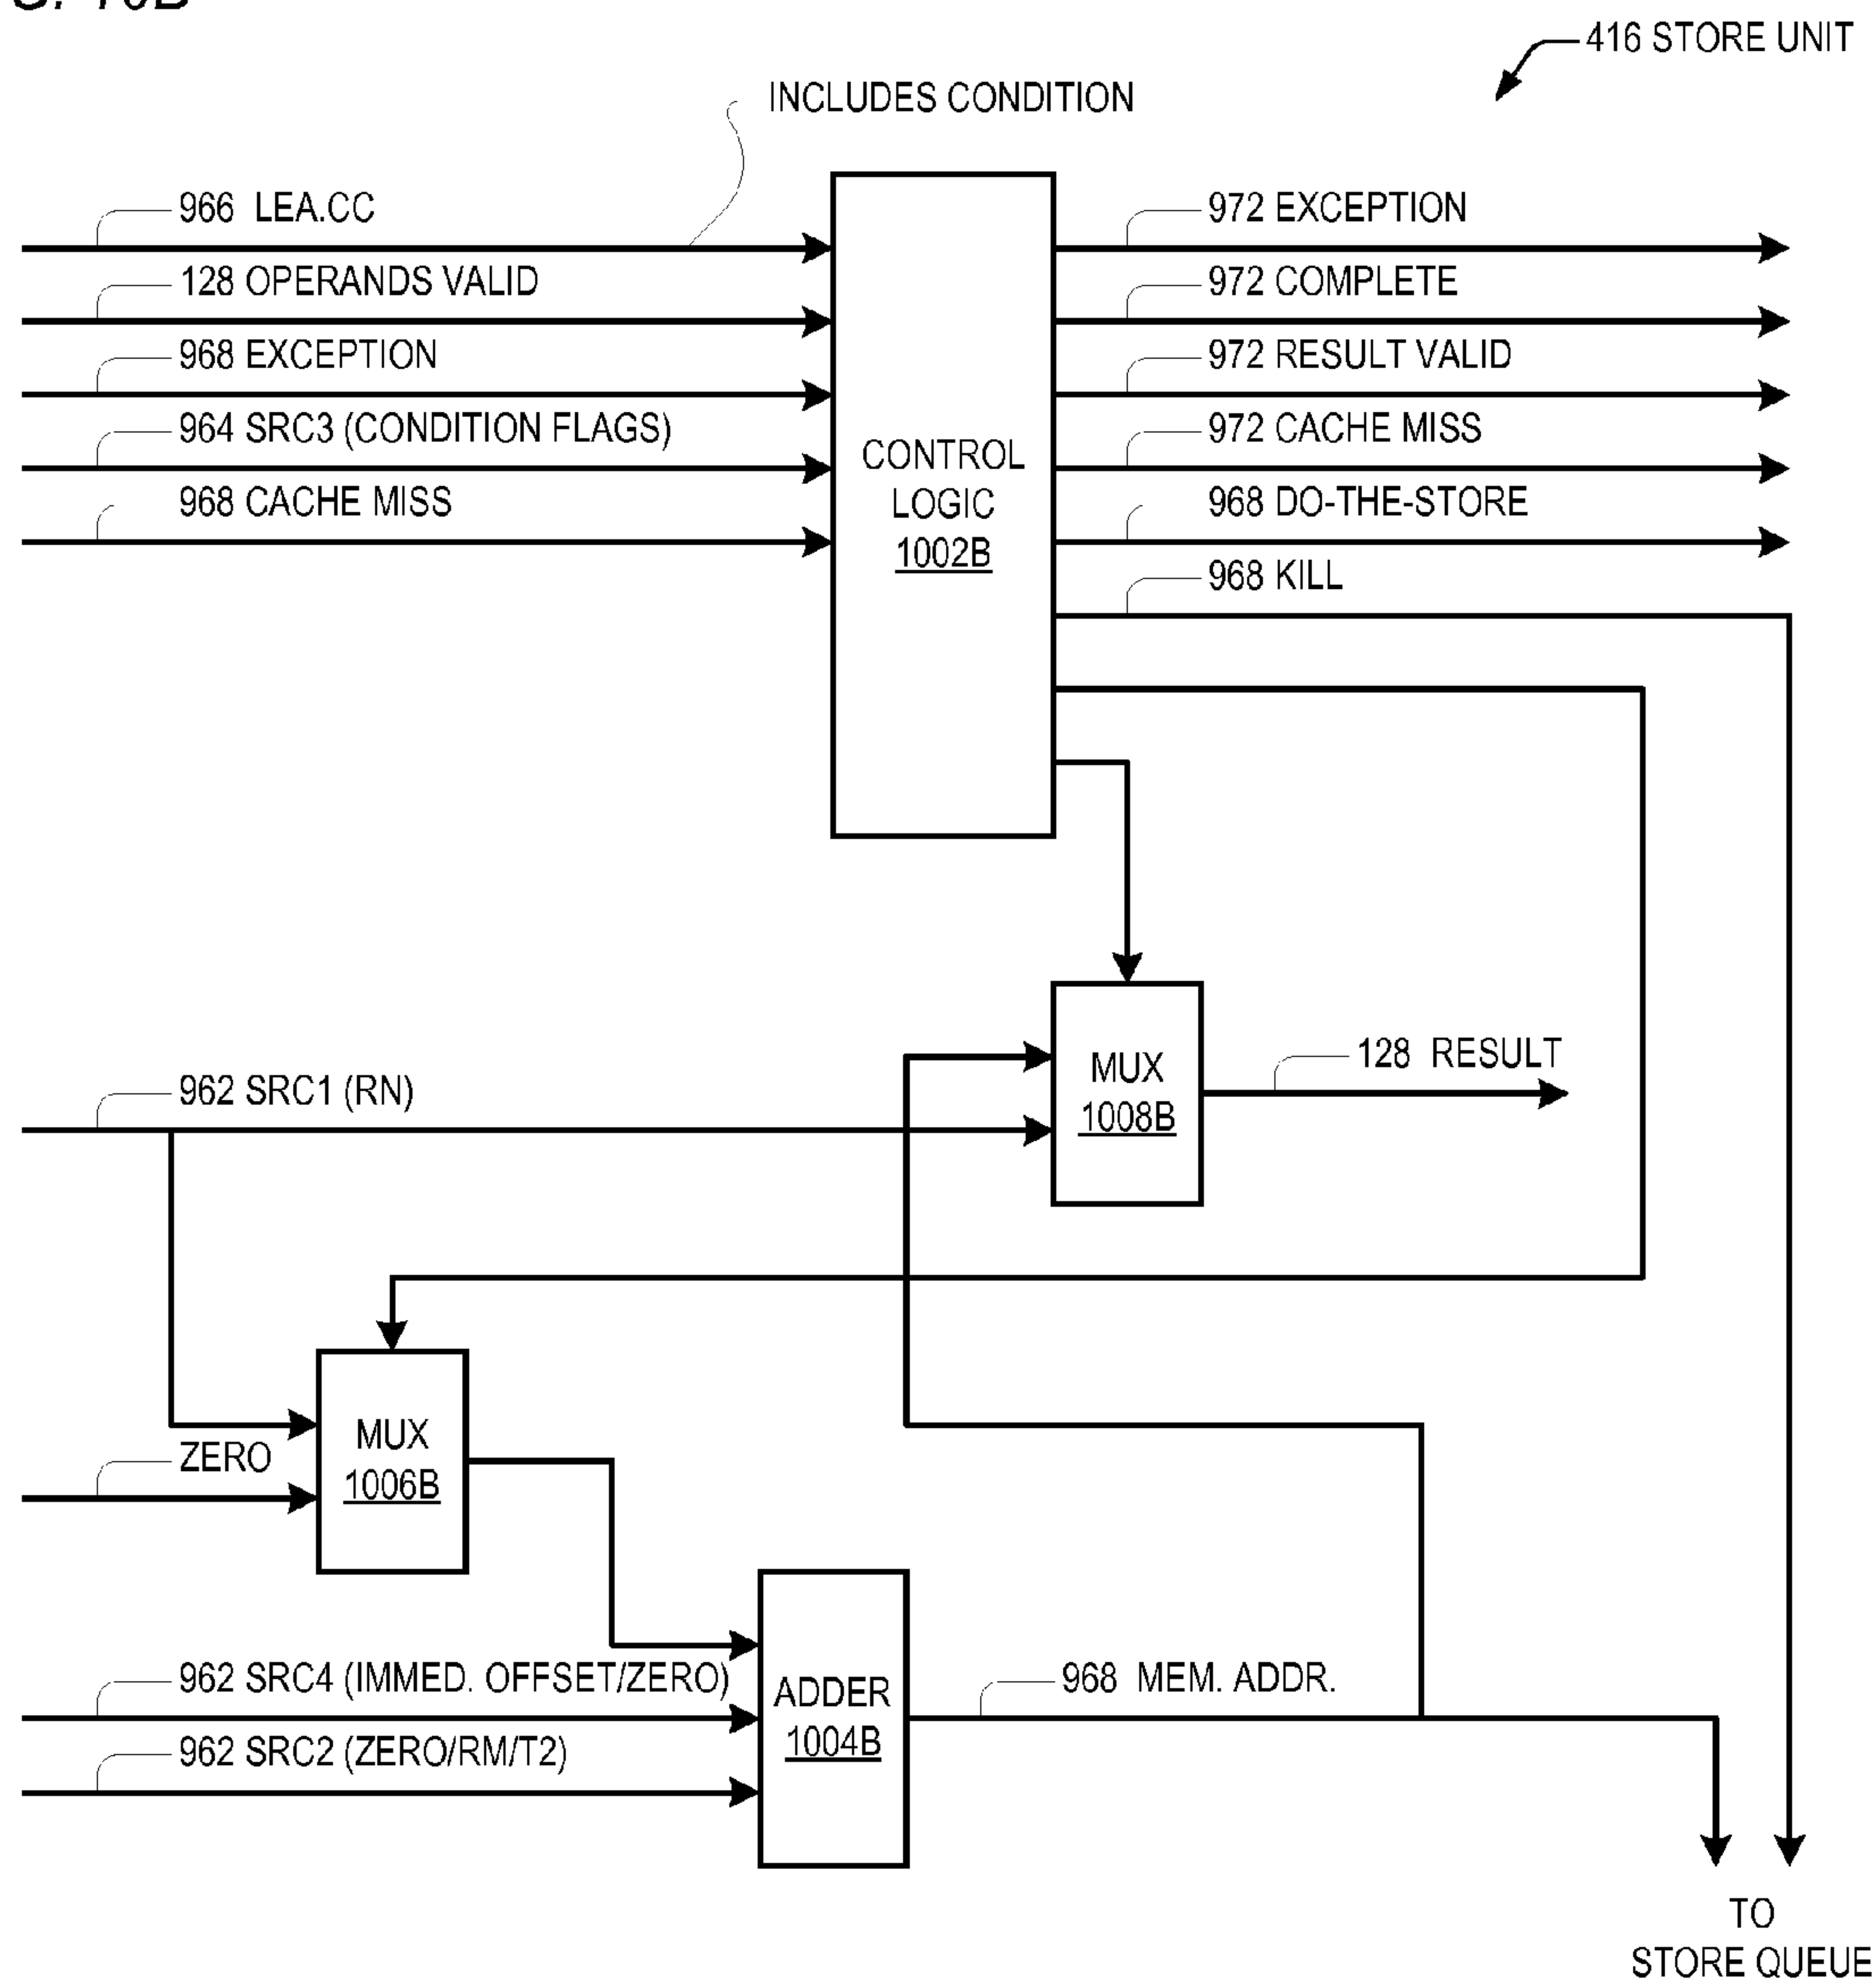 416 STORE UNIT
INCLUDES CONDITION
966 LEA.CC
128 OPERANDS VALID
968 EXCEPTION
964 SRC3 (CONDITION FLAGS)
968 CACHE MISS
CONTROL
LOGIC
1002B
972 EXCEPTION
972 COMPLETE
972 RESULT VALID
972 CACHE MISS
968 DO-THE-STORE
968 KILL
962 SRC1 (RN)
MUX
1008B
128 RESULT
ZERO
MUX
1006B
962 SRC4 (IMMED. OFFSET/ZERO)
962 SRC2 (ZERO/RM/T2)
ADDER
1004B
968 MEM. ADDR.
TO
STORE QUEUE